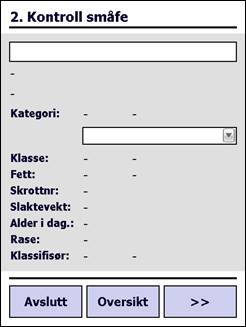 2. Kontroll småfe
-
-
Kategori: - -
Klasse: - -
Fett: - -
Skrottnr: -
Slaktevekt: -
Alder i dag.: -
Rase: -
Klassifisør: - -
Avslutt Oversikt >>